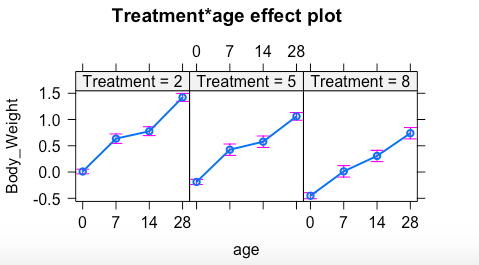 Treatment*age effect plot
0 7 14 28
Treatment = 2 Treatment = 5 Treatment = 8
Body_Weight
1.5
1.0
0.5
0.0
-0.5
0 7 14 28 0 7 14 28
age